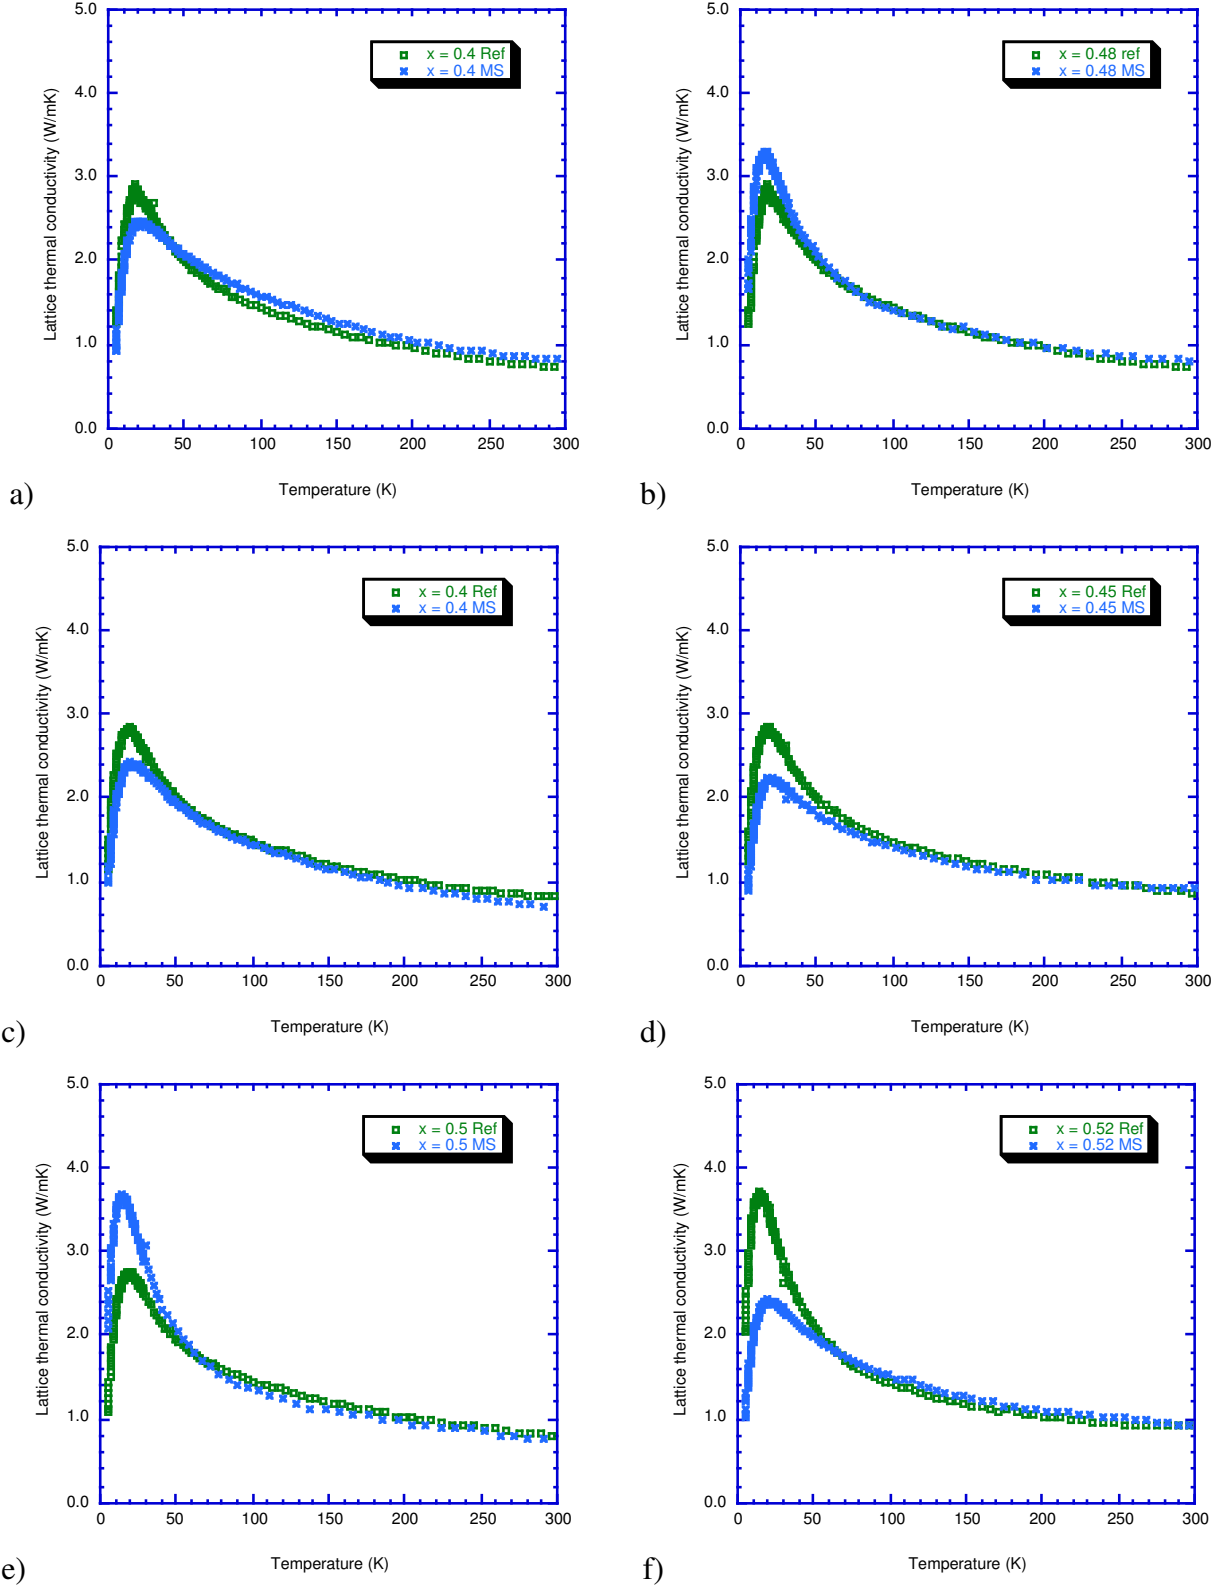 5.0
4.0
3.0
2.0
1.0
0.0
Lattice thermal conductivity (W/mK)
x = 0.4 Ref
x = 0.4 MS
0 50 100 150 200 250 300
Temperature (K)
a)
5.0
4.0
3.0
2.0
1.0
0.0
Lattice thermal conductivity (W/mK)
x = 0.48 ref
x = 0.48 MS
0 50 100 150 200 250 300
Temperature (K)
b)
5.0
4.0
3.0
2.0
1.0
0.0
Lattice thermal conductivity (W/mK)
x = 0.4 Ref
x = 0.4 MS
0 50 100 150 200 250 300
Temperature (K)
c)
5.0
4.0
3.0
2.0
1.0
0.0
Lattice thermal conductivity (W/mK)
x = 0.45 Ref
x = 0.45 MS
0 50 100 150 200 250 300
Temperature (K)
d)
5.0
4.0
3.0
2.0
1.0
0.0
Lattice thermal conductivity (W/mK)
x = 0.5 Ref
x = 0.5 MS
0 50 100 150 200 250 300
Temperature (K)
e)
5.0
4.0
3.0
2.0
1.0
0.0
Lattice thermal conductivity (W/mK)
x = 0.52 Ref
x = 0.52 MS
0 50 100 150 200 250 300
Temperature (K)
f)